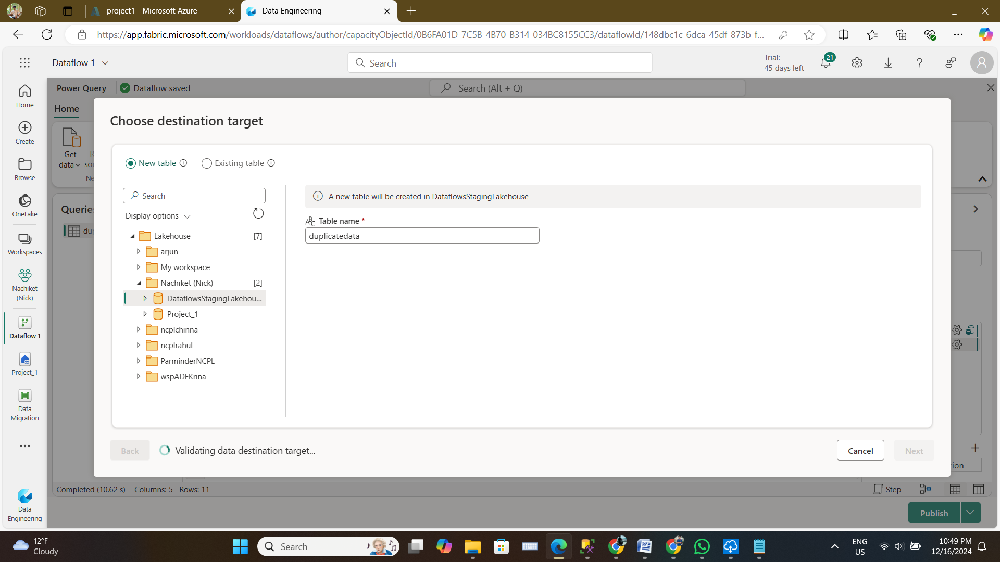 project1 - Microsoft Azure
Data Engineering
https://app.fabric.microsoft.com/workloads/dataflows/author/capacityObjectId/0B6FA01D-7C5B-4B70-B314-034BC8155CC3/dataflowId/148dbc1c-6dca-45df-873b-f...
Dataflow 1
Search
Trial:
45 days left
21
Home
Create
Browse
OneLake
Workspaces
Nachiket
(Nick)
Dataflow 1
Project_1
Data
Migration
Data
Engineering
Power Query
Dataflow saved
Search (Alt + Q)
Home
Get
data
Queries
Choose destination target
New table
Existing table
Search
Display options
Lakehouse [7]
arjun
My workspace
Nachiket (Nick) [2]
DataflowsStagingLakehou...
Project_1
ncplchinna
ncplrahul
ParminderNCPL
wspADFKrina
A new table will be created in DataflowsStagingLakehouse
Table name *
duplicatedata
Back
Validating data destination target...
Cancel
Next
Completed (10.62 s) Columns: 5 Rows: 11
Step
Publish
12°F
Cloudy
Search
ENG
US
10:49 PM
12/16/2024